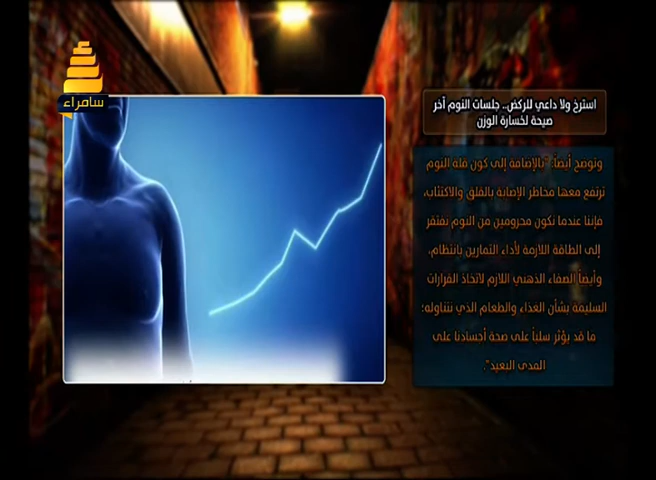 سامراء
استرخ ولا داعي للركض.. جلسات النوم آخر
صيحة لخسارة الوزن
وتوضح أيضاً: "بالإضافة إلى كون قلة النوم
ترتفع معها مخاطر الإصابة بالقلق والاكتئاب،
فإننا عندما نكون محرومين من النوم نفتقر
إلى الطاقة اللازمة لأداء التمارين بانتظام،
وأيضاً الصفاء الذهني اللازم لاتخاذ القرارات
السليمة بشأن الغذاء والطعام الذي نتناوله؛
ما قد يؤثر سلباً على صحة أجسادنا على
المدى البعيد".